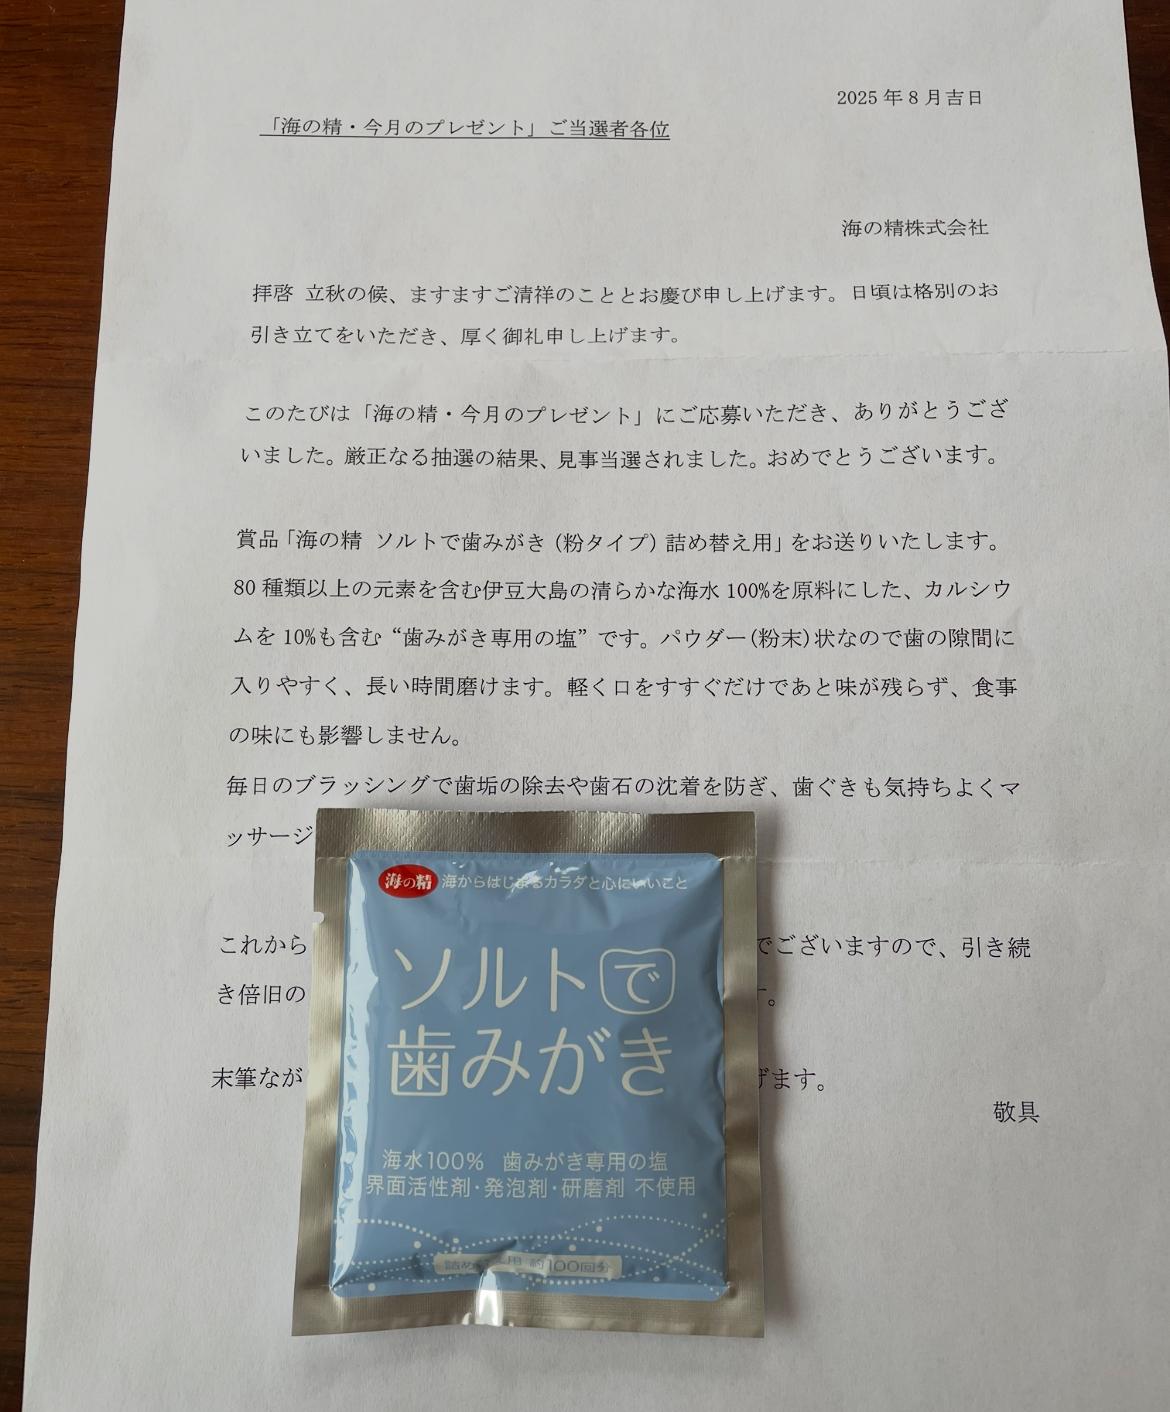 2025 年 8 月吉日
「海の精・今月のプレゼント」ご当選者各位
海の精株式会社
拝啓 立秋の候、ますますご清祥のこととお慶び申し上げます。日頃は格別のお
引き立てをいただき、厚く御礼申し上げます。
このたびは「海の精・今月のプレゼント」にご応募いただき、ありがとうござ
いました。厳正なる抽選の結果、見事当選されました。おめでとうございます。
賞品「海の精 ソルトで歯みがき（粉タイプ）詰め替え用」をお送りいたします。
80 種類以上の元素を含む伊豆大島の清らかな海水 100%を原料にした、カルシウ
ムを 10%も含む“歯みがき専用の塩”です。パウダー（粉末）状なので歯の隙間に
入りやすく、長い時間磨けます。軽く口をすすぐだけであと味が残らず、食事
の味にも影響しません。
毎日のブラッシングで歯垢の除去や歯石の沈着を防ぎ、歯ぐきも気持ちよくマ
ッサージ
これから でございますので、引き続
き倍旧の す。
末筆なが げます。
敬具
海の精 海からはじまるカラダと心にいいこと
ソルトで
歯みがき
海水100% 歯みがき専用の塩
界面活性剤・発泡剤・研磨剤 不使用
詰め 用 約100回分